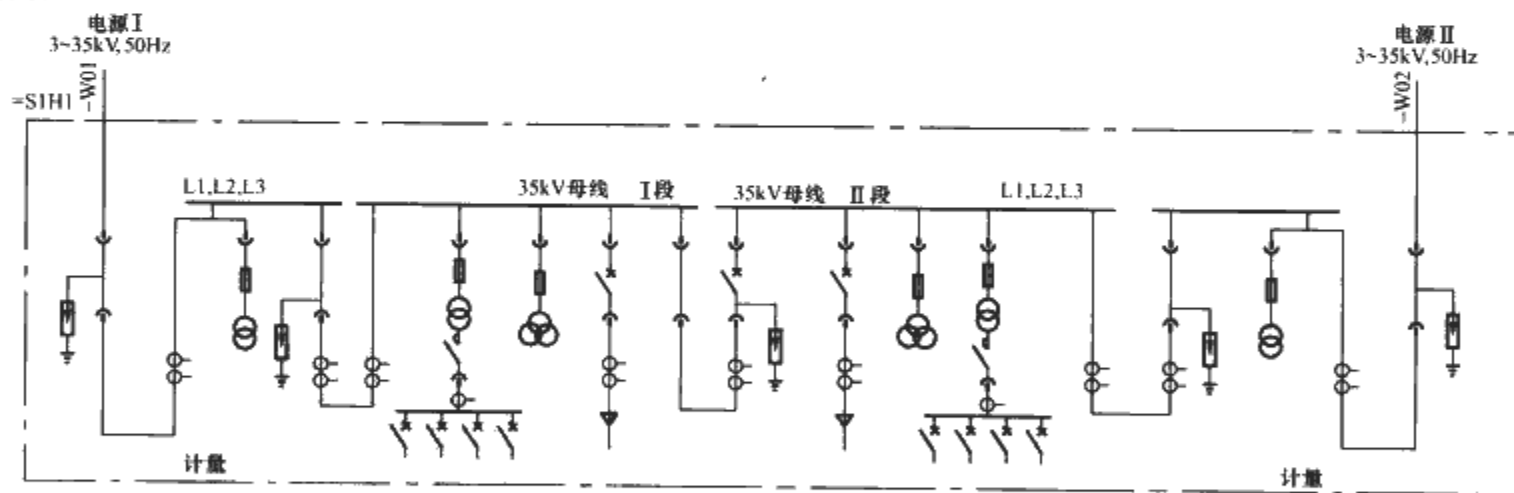 电源Ⅰ
3~35kV,50Hz
-W01
=S1H1
电源Ⅱ
3~35kV,50Hz
-W02
L1,L2,L3
35kV母线 Ⅰ段
35kV母线 Ⅱ段
L1,L2,L3
计量
计量